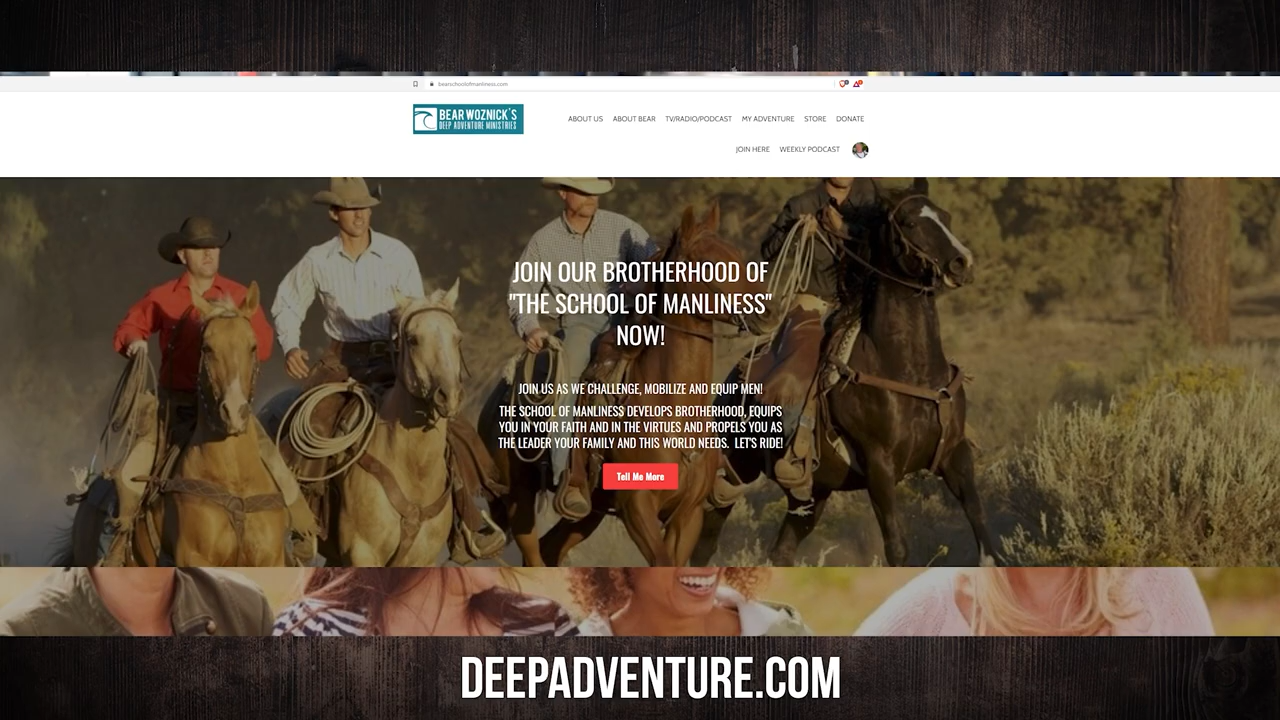 bearschoolofmanliness.com
BEAR WOZNICK'S
DEEP ADVENTURE MINISTRIES
ABOUT US ABOUT BEAR TV/RADIO/PODCAST MY ADVENTURE STORE DONATE
JOIN HERE WEEKLY PODCAST
JOIN OUR BROTHERHOOD OF
"THE SCHOOL OF MANLINESS"
NOW!
JOIN US AS WE CHALLENGE, MOBILIZE AND EQUIP MEN!
THE SCHOOL OF MANLINESS DEVELOPS BROTHERHOOD, EQUIPS
YOU IN YOUR FAITH AND IN THE VIRTUES AND PROPELS YOU AS
THE LEADER YOUR FAMILY AND THIS WORLD NEEDS. LET'S RIDE!
Tell Me More
DEEPADVENTURE.COM